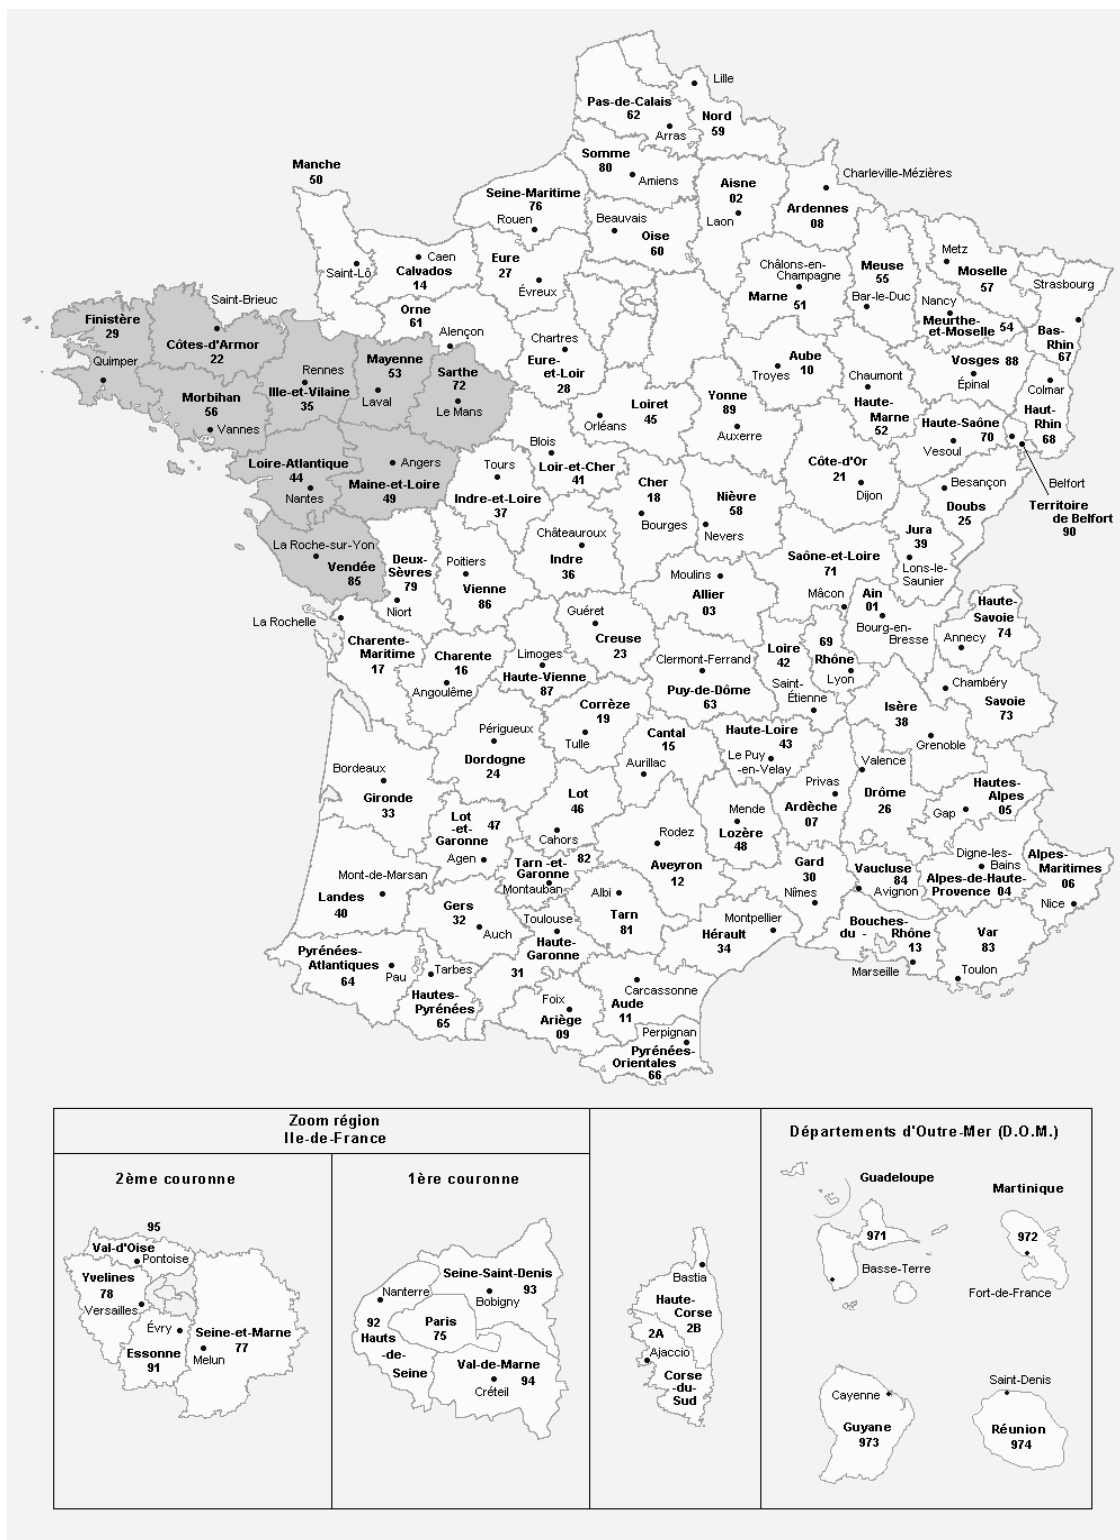 Lille
Pas-de-Calais
62
Nord
59
Arras
Somme
80
Amiens
Manche
50
Charleville-Mézières
Aisne
02
Laon
Ardennes
08
Seine-Maritime
76
Rouen
Beauvais
Oise
60
Caen
Calvados
14
Saint-Lô
Eure
27
Évreux
Metz
Moselle
57
Meuse
55
Châlons-en-
Champagne
Marne
51
Bar-le-Duc
Strasbourg
Nancy
Meurthe-
et-Moselle
54
Bas-
Rhin
67
Saint-Brieuc
Finistère
29
Côtes-d'Armor
22
Quimper
Orne
61
Alençon
Mayenne
53
Laval
Sarthe
72
Le Mans
Rennes
Ille-et-Vilaine
35
Morbihan
56
Vannes
Chartres
Eure-
et-Loir
28
Aube
10
Troyes
Chaumont
Haute-
Marne
52
Vosges 88
Épinal
Colmar
Haut-
Rhin
68
Loiret
45
Orléans
Yonne
89
Auxerre
Haute-Saône
70
Vesoul
Loire-Atlantique
44
Nantes
Angers
Maine-et-Loire
49
Blois
Loir-et-Cher
41
Tours
Indre-et-Loire
37
Cher
18
Bourges
Nièvre
58
Nevers
Côte-d'Or
21
Dijon
Besançon
Doubs
25
Belfort
Territoire
de Belfort
90
La Roche-sur-Yon
Vendée
85
Deux-
Sèvres
79
Niort
Poitiers
Vienne
86
Châteauroux
Indre
36
Jura
39
Lons-le-
Saunier
Saône-et-Loire
71
Mâcon
Moulins
Allier
03
Ain
01
Bourg-en-
Bresse
Haute-
Savoie
74
Annecy
La Rochelle
Charente-
Maritime
17
Charente
16
Angoulême
Limoges
Haute-Vienne
87
Guéret
Creuse
23
Clermont-Ferrand
Puy-de-Dôme
63
Loire
42
Saint-
Étienne
69
Rhône
Lyon
Chambéry
Savoie
73
Isère
38
Grenoble
Corrèze
19
Tulle
Périgueux
Dordogne
24
Cantal
15
Aurillac
Haute-Loire
43
Le Puy
-en-Velay
Valence
Drôme
26
Privas
Ardèche
07
Hautes-
Alpes
05
Gap
Bordeaux
Gironde
33
Lot
-et-
Garonne
47
Agen
Lot
46
Cahors
Mende
Lozère
48
Rodez
Aveyron
12
Mont-de-Marsan
Landes
40
Tarn -et-
Garonne
82
Montauban
Albi
Tarn
81
Gard
30
Nîmes
Vaucluse
84
Avignon
Digne-les-
Bains
Alpes-de-Haute-
Provence 04
Alpes-
Maritimes
06
Nice
Gers
32
Auch
Toulouse
Haute-
Garonne
31
Montpellier
Hérault
34
Bouches-
du - Rhône
13
Marseille
Var
83
Toulon
Pyrénées-
Atlantiques
64
Pau
Tarbes
Hautes-
Pyrénées
65
Foix
Ariège
09
Carcassonne
Aude
11
Perpignan
Pyrénées-
Orientales
66
Zoom région
Ile-de-France
2ème couronne
95
Val-d'Oise
Pontoise
Yvelines
78
Versailles
Évry
Essonne
91
Seine-et-Marne
77
Melun
1ère couronne
Seine-Saint-Denis
93
Bobigny
Nanterre
92
Hauts
-de-
Seine
Paris
75
Val-de-Marne
94
Créteil
Bastia
Haute-
Corse
2B
2A
Ajaccio
Corse
-du-
Sud
Départements d'Outre-Mer (D.O.M.)
Guadeloupe
971
Basse-Terre
Martinique
972
Fort-de-France
Cayenne
Guyane
973
Saint-Denis
Réunion
974